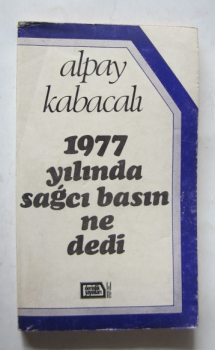 alpay
kabacalı
1977
yılında
sağcı basın
ne
dedi